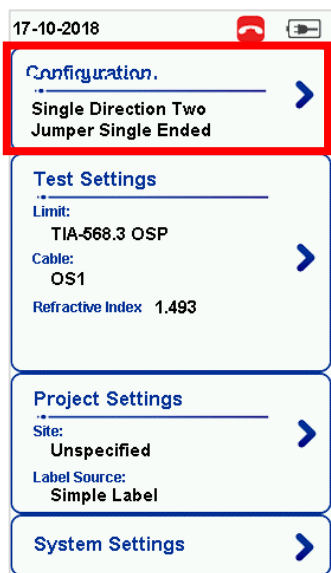 17-10-2018
Configuration.
Single Direction Two
Jumper Single Ended
Test Settings
Limit:
TIA-568.3 OSP
Cable:
OS1
Refractive Index 1.493
Project Settings
Site:
Unspecified
Label Source:
Simple Label
System Settings